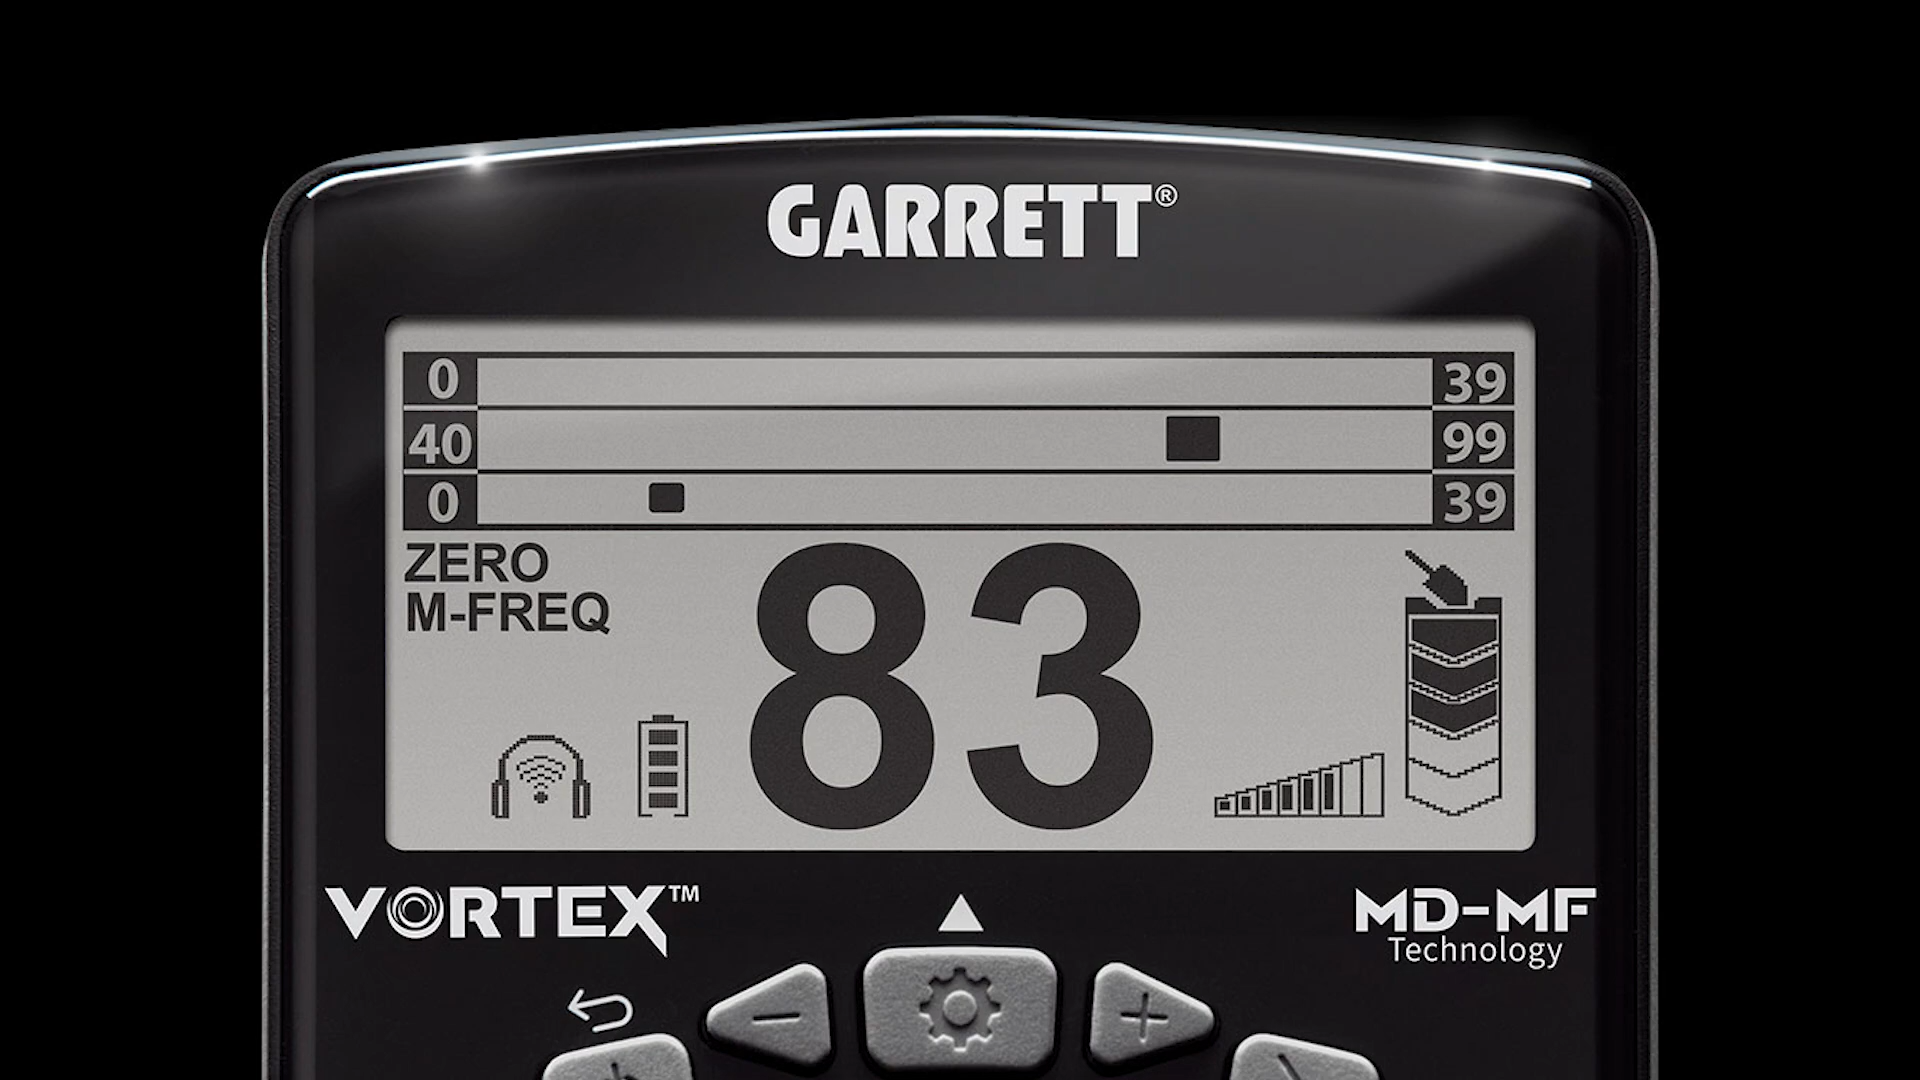 GARRETT®
0 39
40 99
0 39
ZERO
M-FREQ
83
VORTEX™
MD-MF
Technology